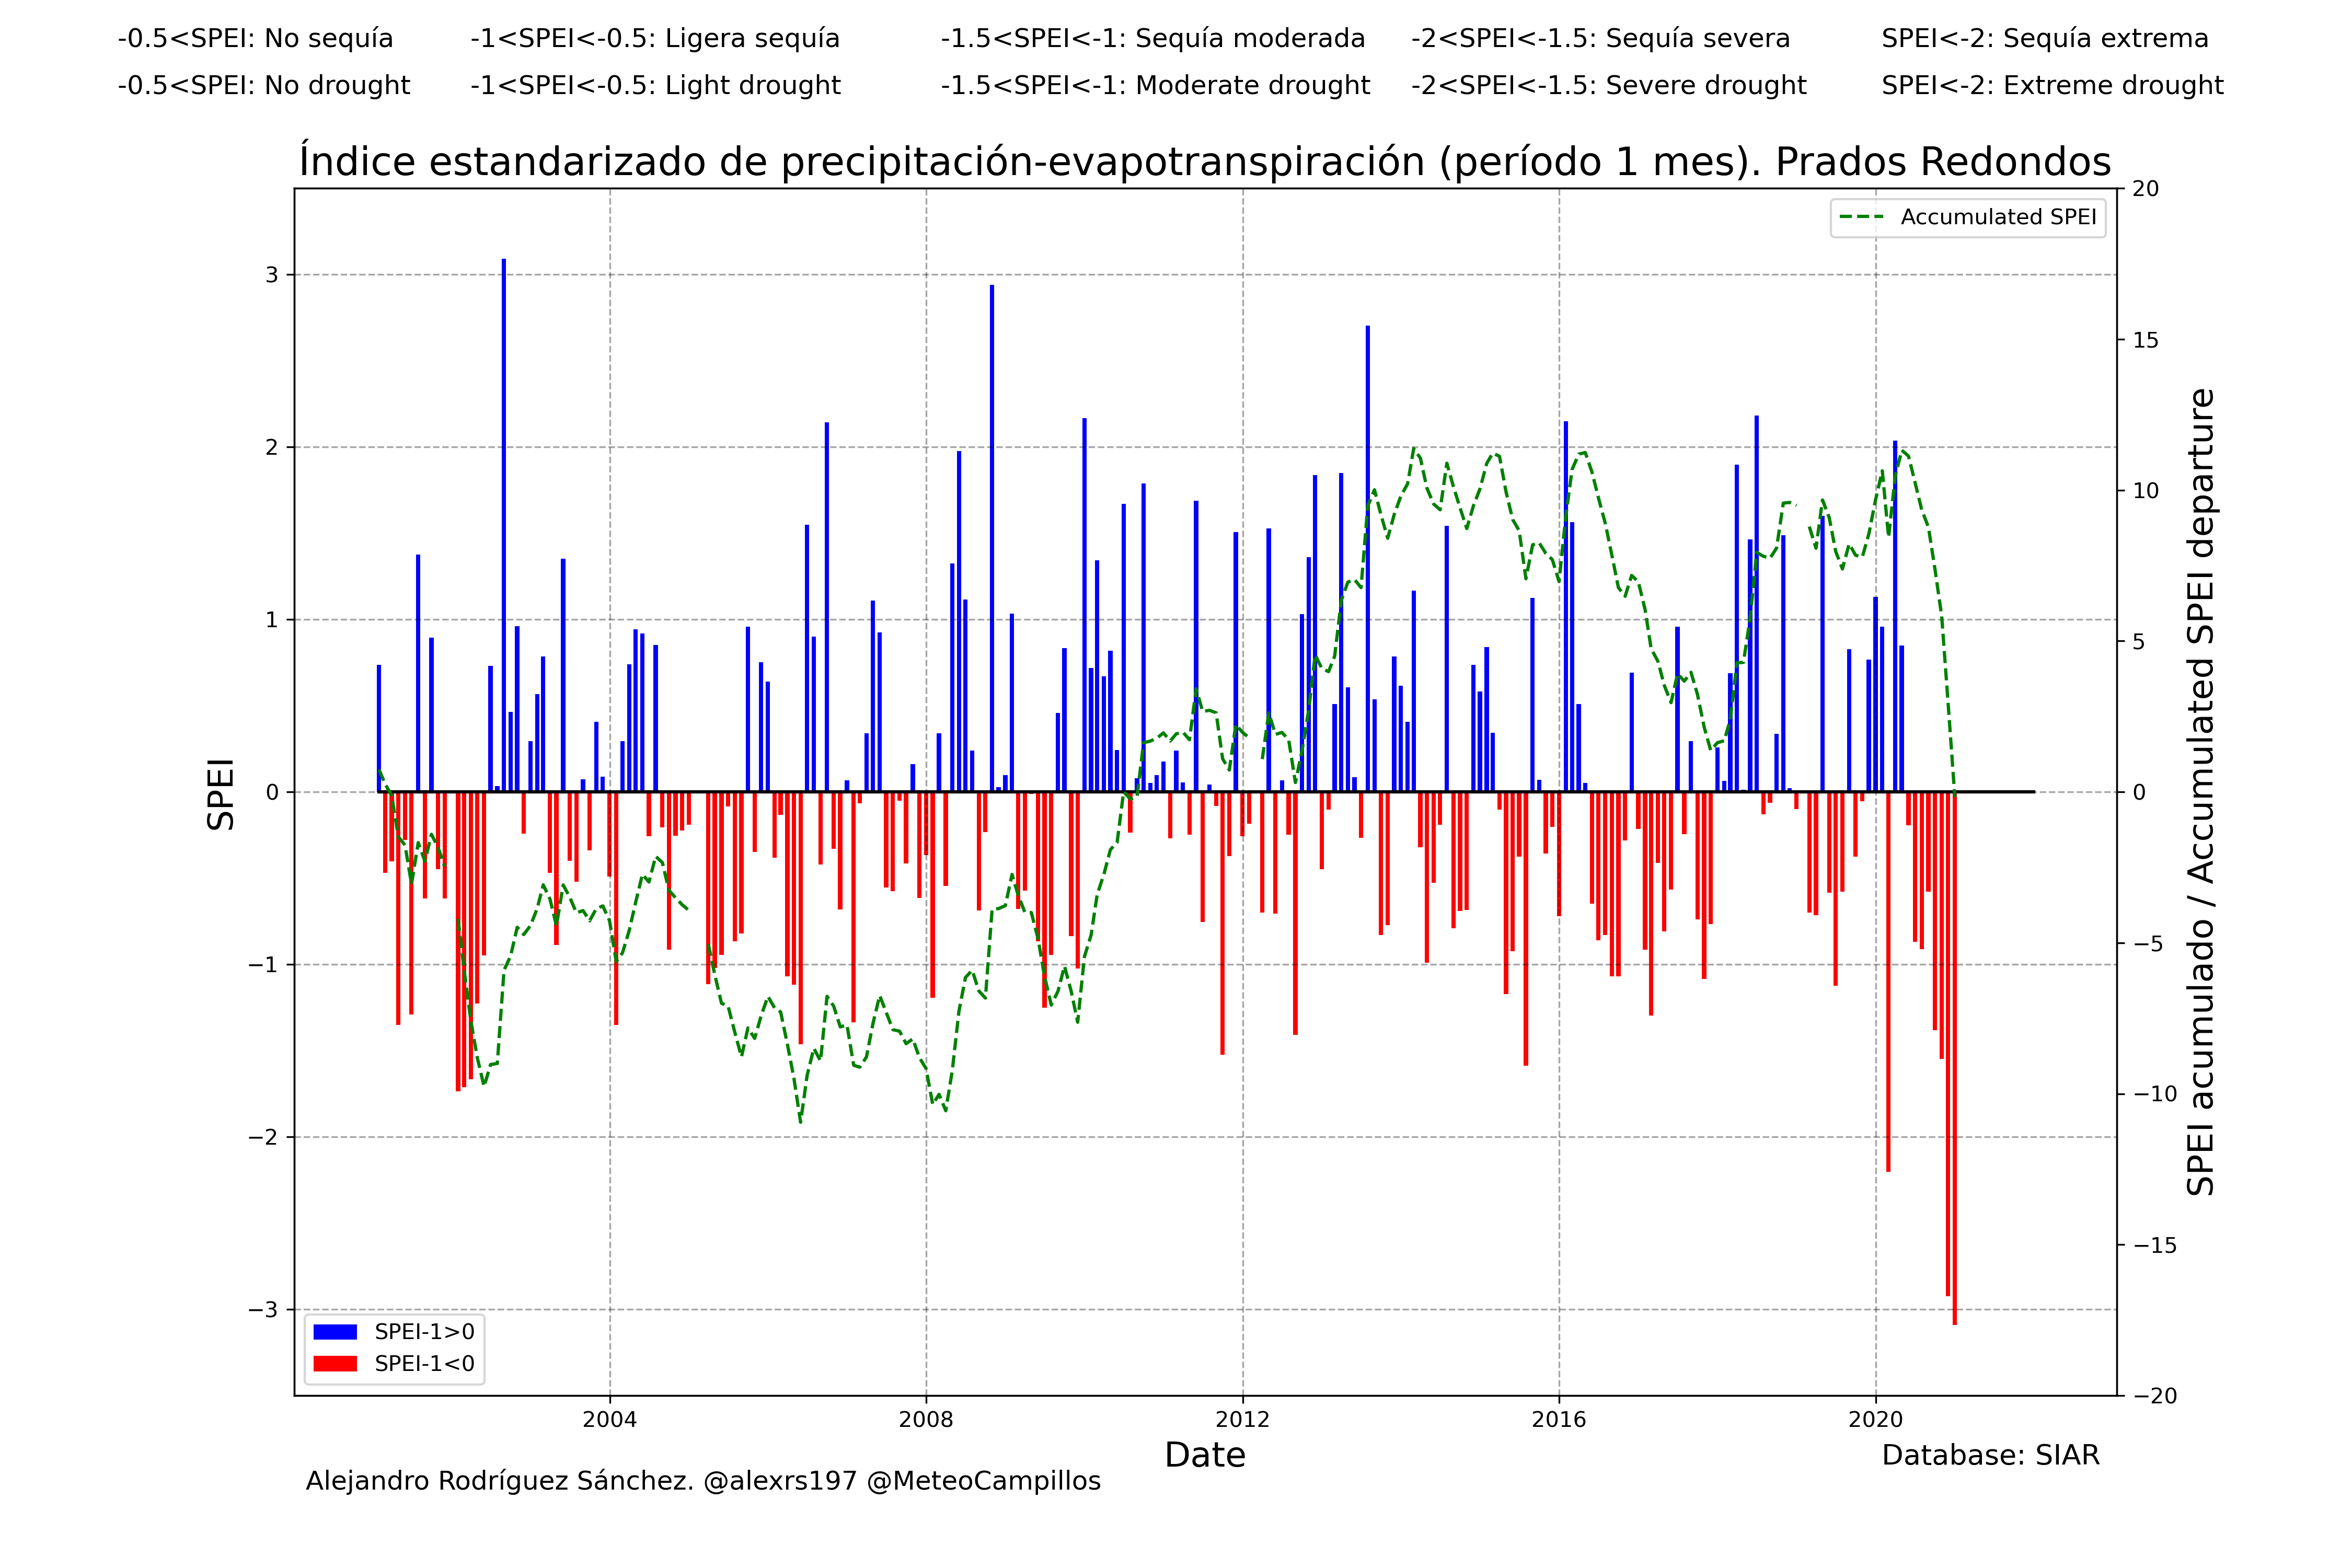 -0.5<SPEI: No sequía -1<SPEI<-0.5: Ligera sequía -1.5<SPEI<-1: Sequía moderada -2<SPEI<-1.5: Sequía severa SPEI<-2: Sequía extrema
-0.5<SPEI: No drought -1<SPEI<-0.5: Light drought -1.5<SPEI<-1: Moderate drought -2<SPEI<-1.5: Severe drought SPEI<-2: Extreme drought
Índice estandarizado de precipitación-evapotranspiración (período 1 mes). Prados Redondos
Accumulated SPEI
SPEI
3
2
1
0
−1
−2
−3
20
15
10
5
0
−5
−10
−15
−20
SPEI acumulado / Accumulated SPEI departure
SPEI-1>0
SPEI-1<0
2004 2008 2012 2016 2020
Date
Database: SIAR
Alejandro Rodríguez Sánchez. @alexrs197 @MeteoCampillos